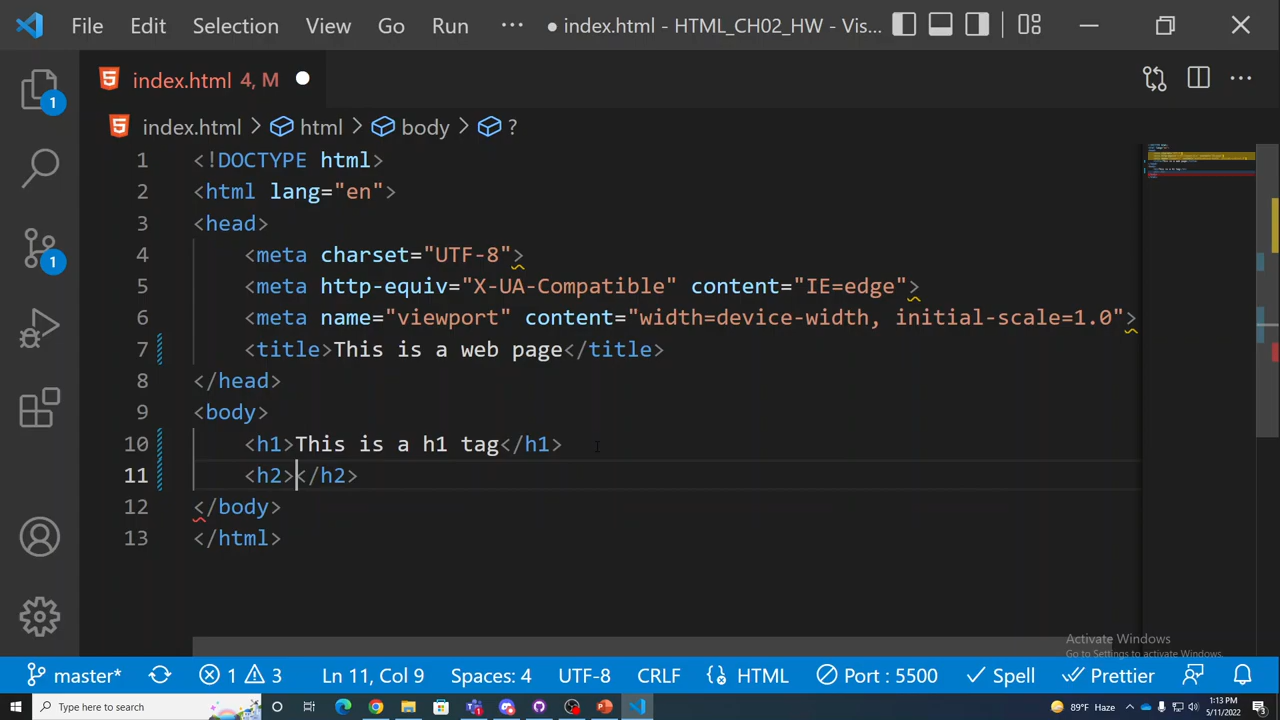 File Edit Selection View Go Run ··· ● index.html - HTML_CH02_HW - Vis...
index.html 4, M
index.html > html > body > ?
1 <!DOCTYPE html>
2 <html lang="en">
3 <head>
4 <meta charset="UTF-8">
5 <meta http-equiv="X-UA-Compatible" content="IE=edge">
6 <meta name="viewport" content="width=device-width, initial-scale=1.0">
7 <title>This is a web page</title>
8 </head>
9 <body>
10 <h1>This is a h1 tag</h1>
11 <h2></h2>
12 </body>
13 </html>
1
1
Activate Windows
Go to Settings to activate Windows.
master* 1 3 Ln 11, Col 9 Spaces: 4 UTF-8 CRLF HTML Port : 5500 Spell Prettier
Type here to search 89°F Haze 1:13 PM
5/11/2022